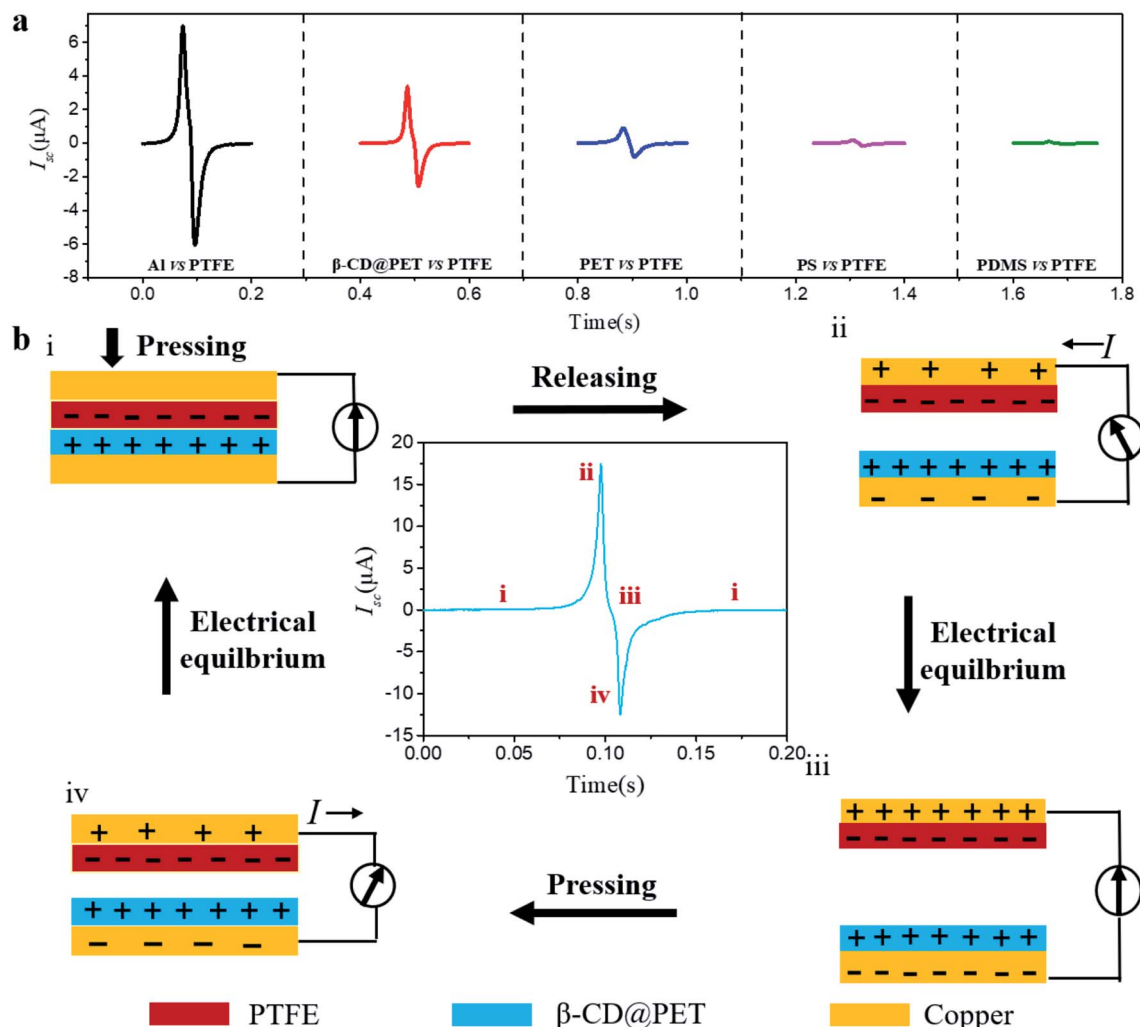 a
I_sc(μA)
6
4
2
0
-2
-4
-6
-8
Al VS PTFE
β-CD@PET VS PTFE
PET VS PTFE
PS VS PTFE
PDMS VS PTFE
0.0
0.2
0.4
0.6
0.8
1.0
1.2
1.4
1.6
1.8
Time(s)
b
i
Pressing
Releasing
ii
I
+ + + +
- - - - - - -
+ + + + + + +
- - - -
- - - - - - -
+ + + + + + +
I_sc(μA)
20
15
10
5
0
-5
-10
-15
ii
i
iii
i
iv
0.00
0.05
0.10
0.15
0.20
Time(s)
Electrical
equilbrium
Electrical
equilbrium
iii
+ + + + + + +
- - - - - - -
+ + + + + + +
- - - - - - -
iv
I
+ + + +
- - - - - - -
+ + + + + + +
- - - -
Pressing
PTFE
β-CD@PET
Copper